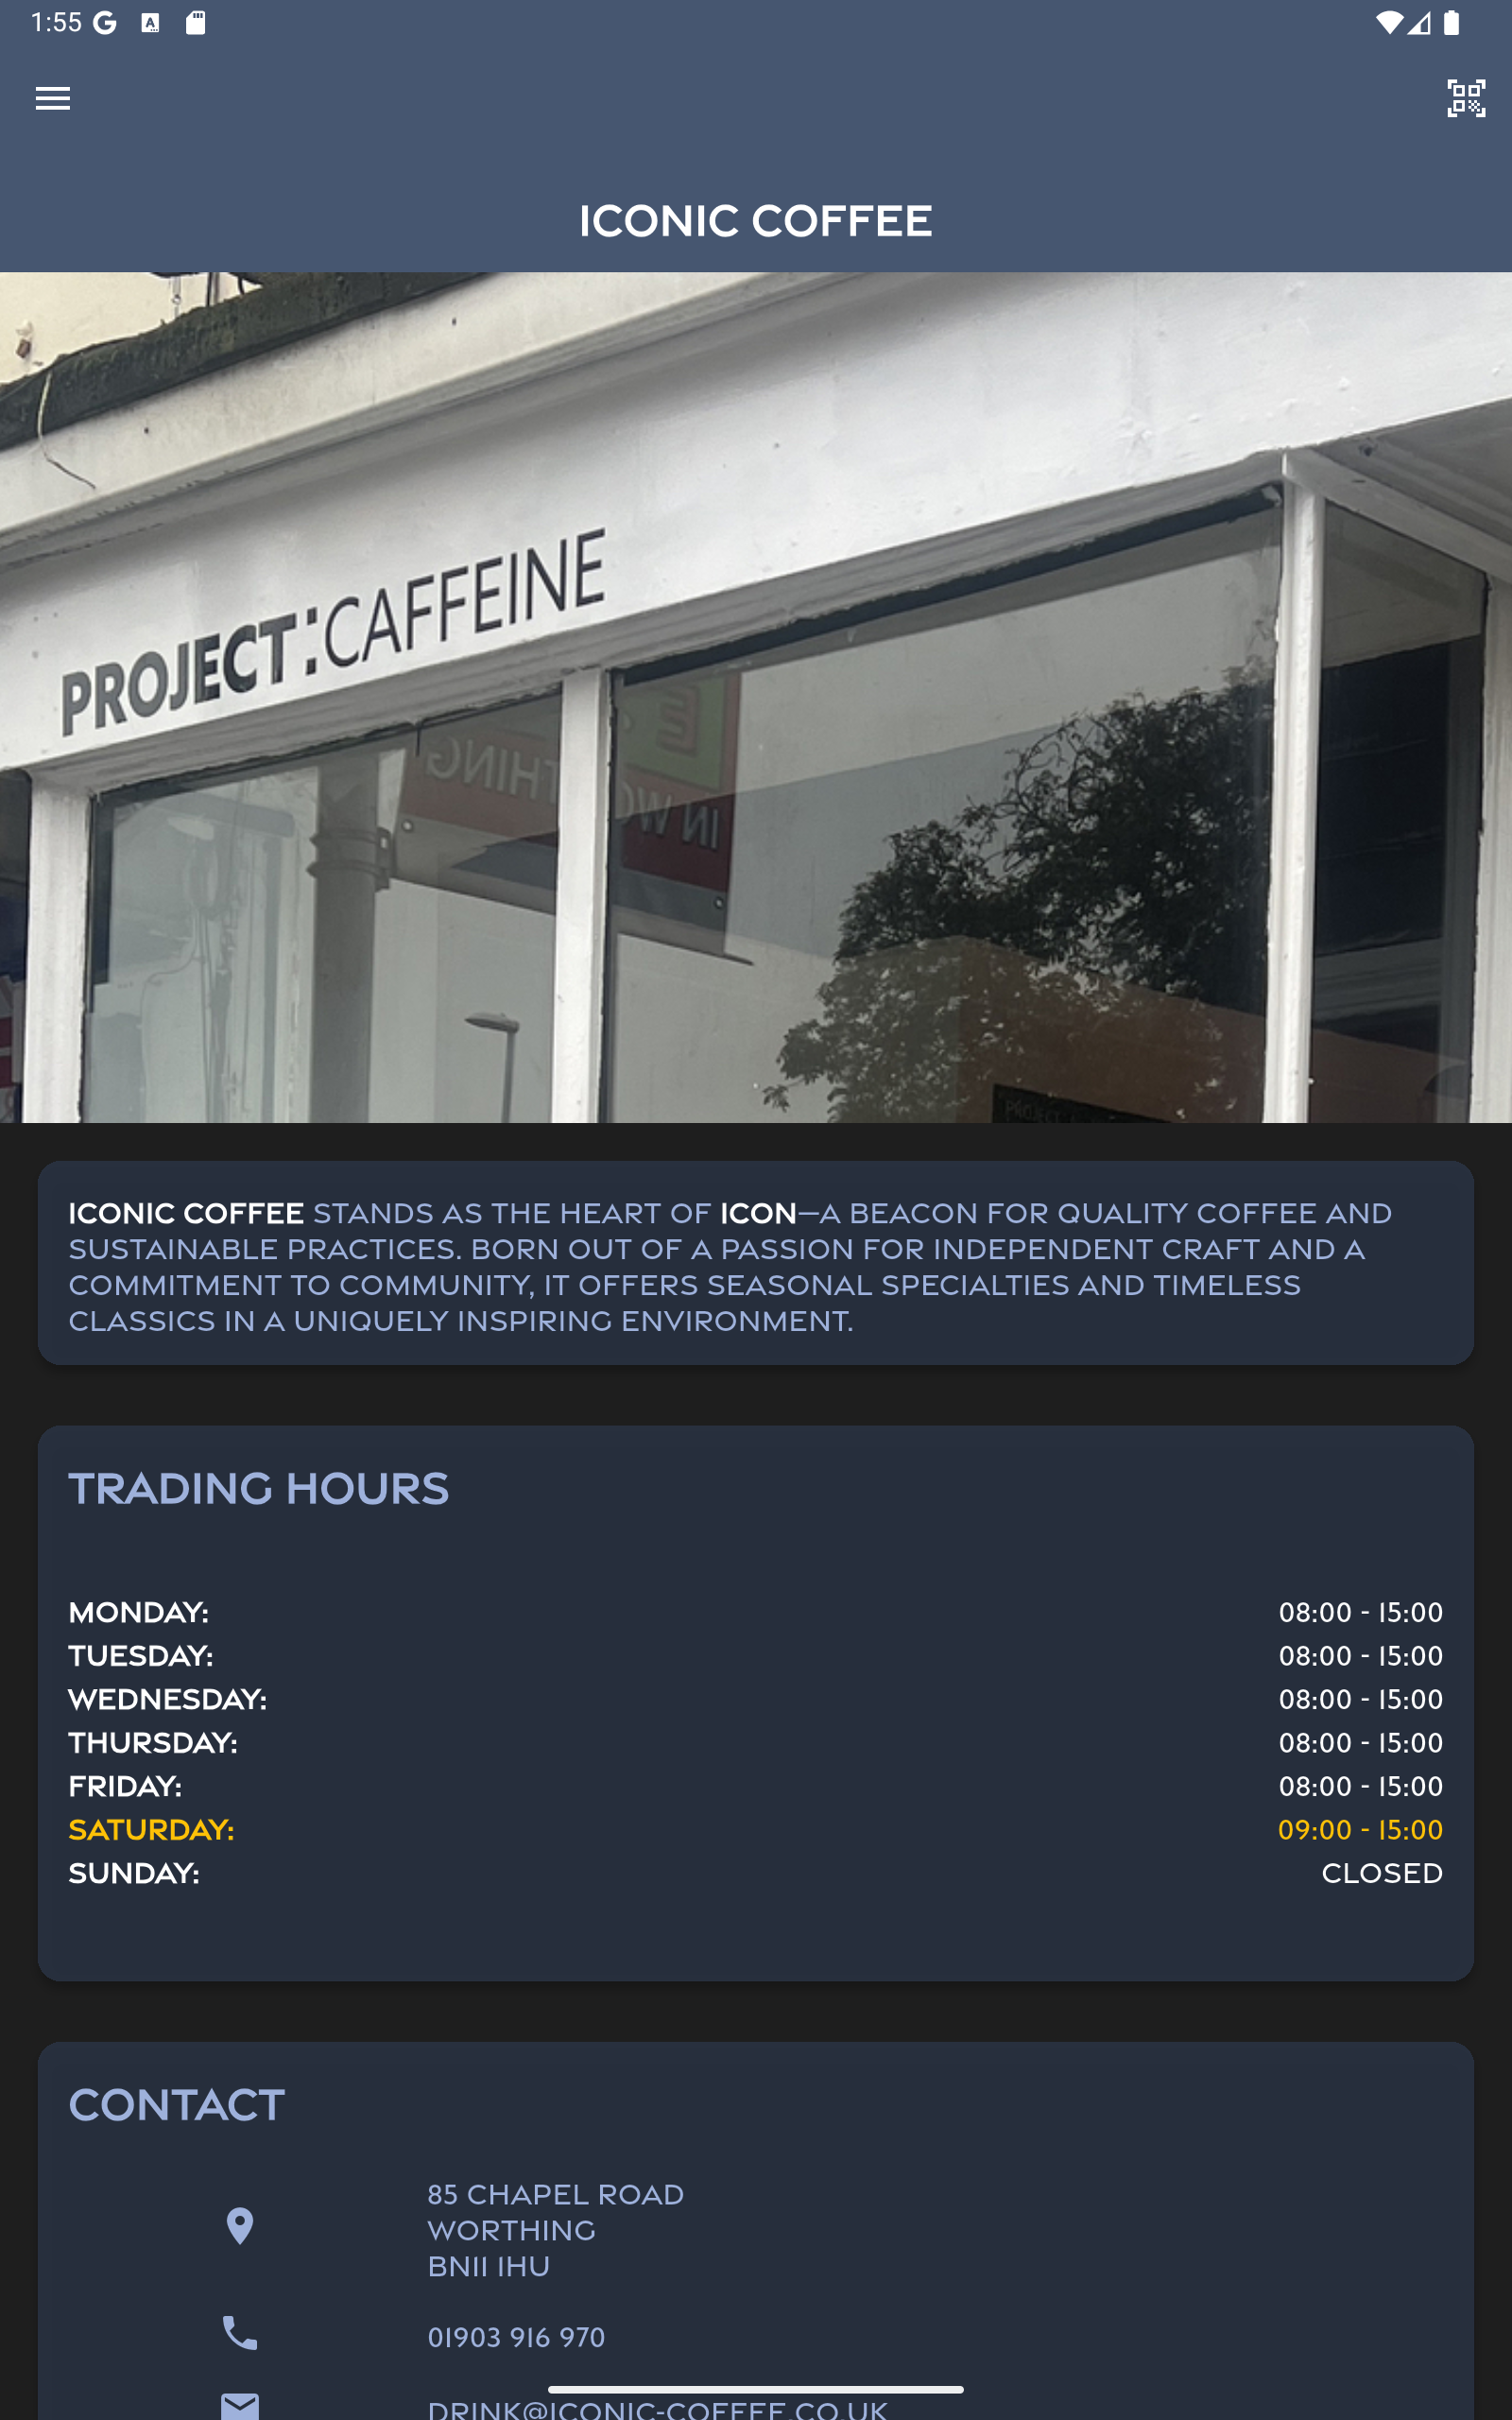 1:55
ICONIC COFFEE
PROJECT:CAFFEINE
E
THING
IN WO
PROJECT:
ICONIC COFFEE STANDS AS THE HEART OF ICON—A BEACON FOR QUALITY COFFEE AND
SUSTAINABLE PRACTICES. BORN OUT OF A PASSION FOR INDEPENDENT CRAFT AND A
COMMITMENT TO COMMUNITY, IT OFFERS SEASONAL SPECIALTIES AND TIMELESS
CLASSICS IN A UNIQUELY INSPIRING ENVIRONMENT.
TRADING HOURS
MONDAY: 08:00 - 15:00
TUESDAY: 08:00 - 15:00
WEDNESDAY: 08:00 - 15:00
THURSDAY: 08:00 - 15:00
FRIDAY: 08:00 - 15:00
SATURDAY: 09:00 - 15:00
SUNDAY: CLOSED
CONTACT
85 CHAPEL ROAD
WORTHING
BN11 1HU
01903 916 970
DRINK@ICONIC-COFFEE.CO.UK